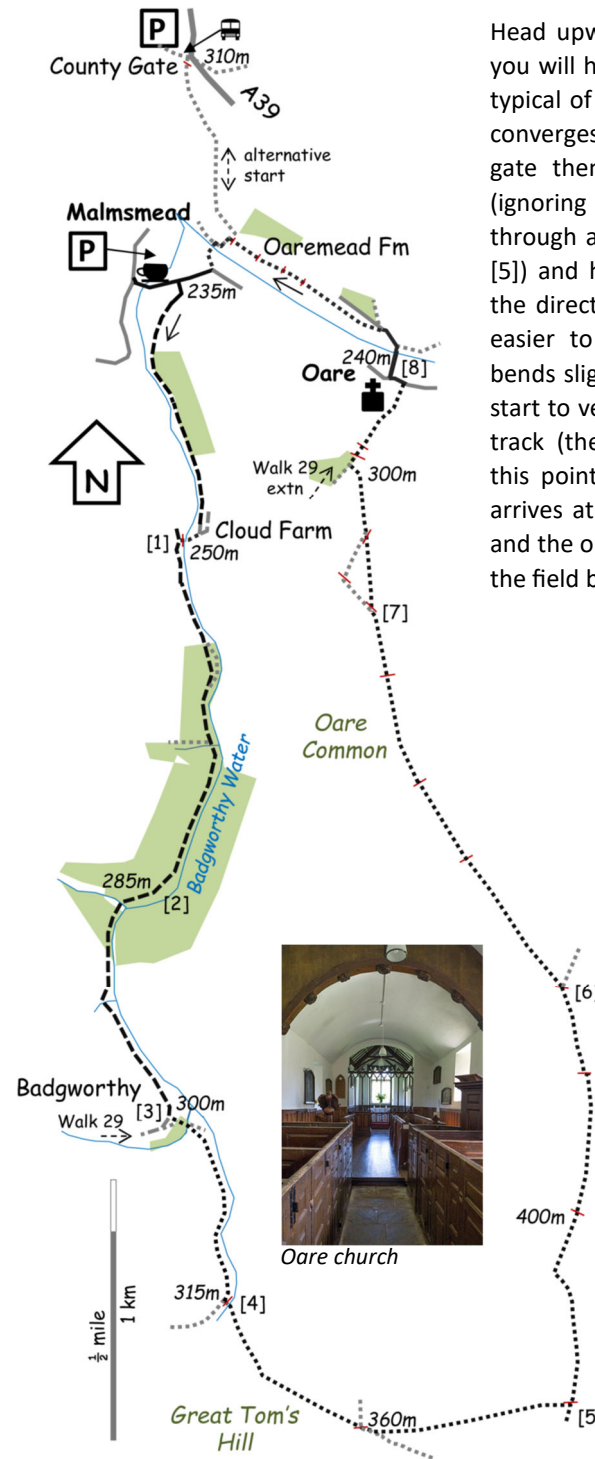 P
310m
County Gate
A39
alternative
start
Malmsmead
P
Oaremead Fm
235m
240m
[8]
Oare
N
Walk 29
extn
300m
Cloud Farm
[1]
250m
[7]
Oare
Common
Badgworthy Water
285m
[2]
[6]
Badgworthy
[3]
300m
Walk 29
400m
Oare church
315m
[4]
½ mile
1 km
Great Tom's
Hill
360m
[5
Head upw
you will h
typical of
converges
gate ther
(ignoring
through a
[5]) and h
the direct
easier to
bends slig
start to ve
track (the
this point
arrives at
and the o
the field b